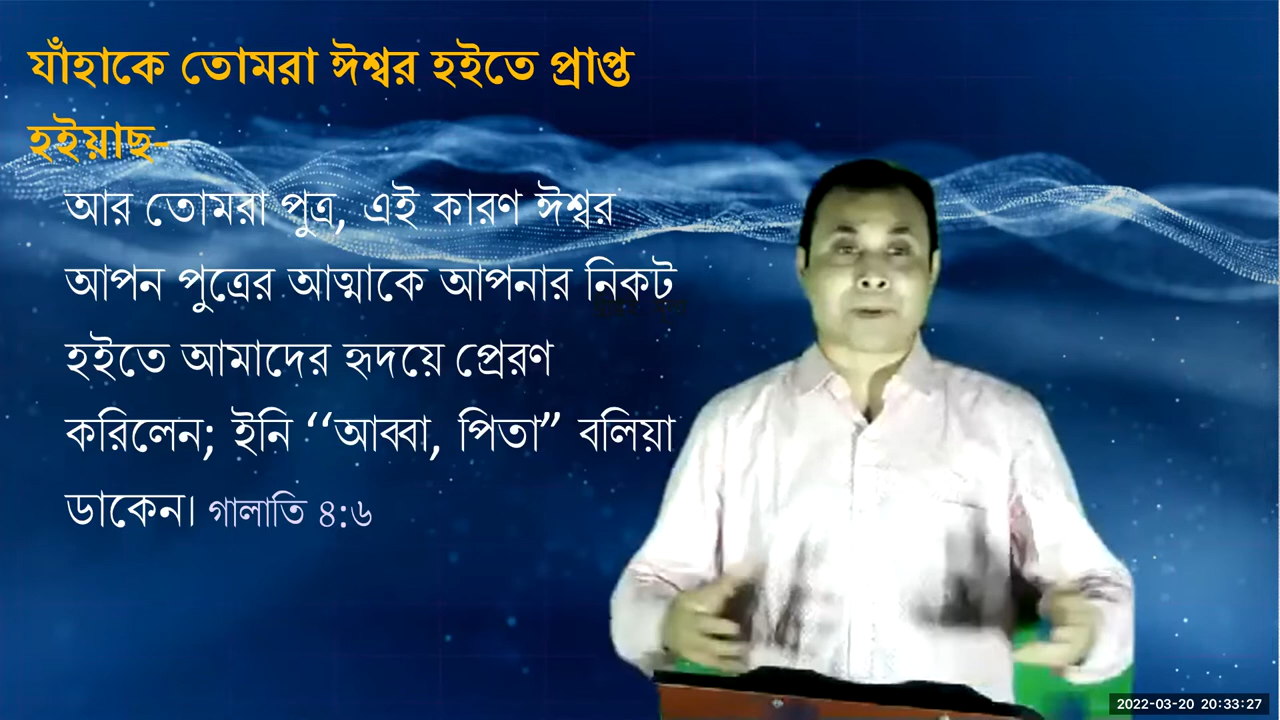 যাঁহাকে তোমরা ঈশ্বর হইতে প্রাপ্ত
হইয়াছ-
আর তোমরা পুত্র, এই কারণ ঈশ্বর
আপন পুত্রের আত্মাকে আপনার নিকট
হইতে আমাদের হৃদয়ে প্রেরণ
করিলেন; ইনি ‘‘আব্বা, পিতা” বলিয়া
ডাকেন। গালাতি ৪:৬
2022-03-20 20:33:27